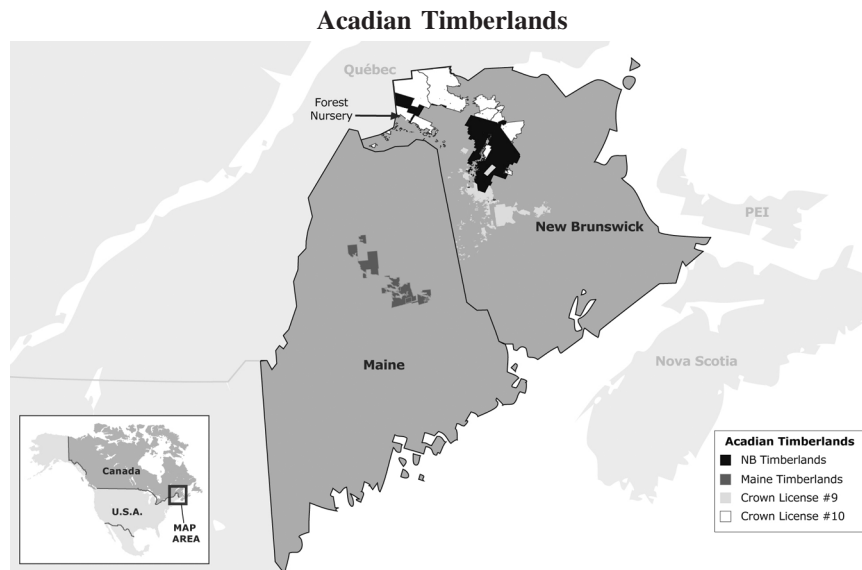 Acadian Timberlands
Québec
Forest
Nursery
PEI
New Brunswick
Nova Scotia
Maine
Acadian Timberlands
NB Timberlands
Maine Timberlands
Crown License #9
Crown License #10
Canada
U.S.A.
MAP
AREA